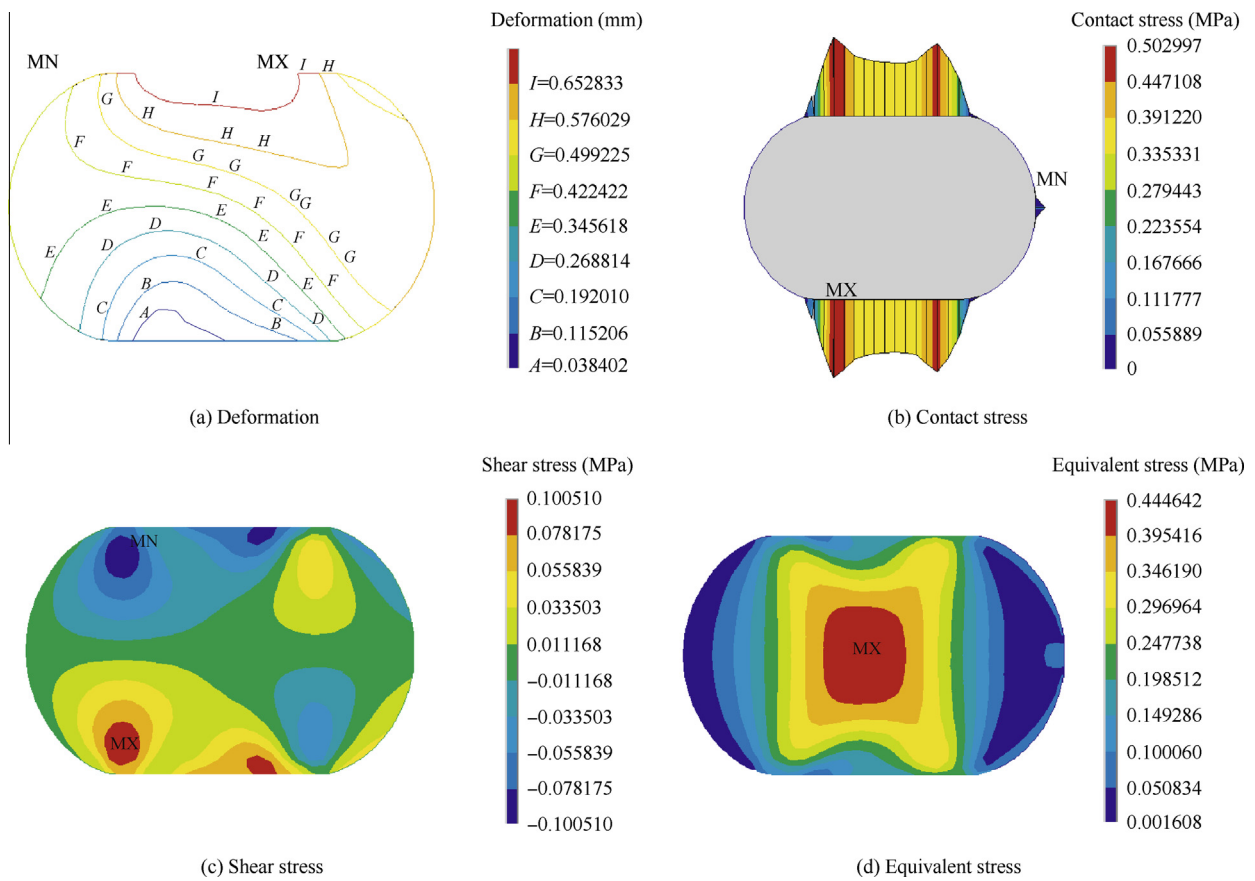 Deformation (mm)
MN
MX
I
H
I
G
H
H
H
F
G
G
F
F
G
G
E
E
F
D
D
E
F
G
E
C
G
D
B
E
F
C
A
C
B
D
I=0.652833
H=0.576029
G=0.499225
F=0.422422
E=0.345618
D=0.268814
C=0.192010
B=0.115206
A=0.038402
(a) Deformation
Contact stress (MPa)
MN
MX
0.502997
0.447108
0.391220
0.335331
0.279443
0.223554
0.167666
0.111777
0.055889
0
(b) Contact stress
Shear stress (MPa)
MN
MX
0.100510
0.078175
0.055839
0.033503
0.011168
−0.011168
−0.033503
−0.055839
−0.078175
−0.100510
(c) Shear stress
Equivalent stress (MPa)
MX
0.444642
0.395416
0.346190
0.296964
0.247738
0.198512
0.149286
0.100060
0.050834
0.001608
(d) Equivalent stress